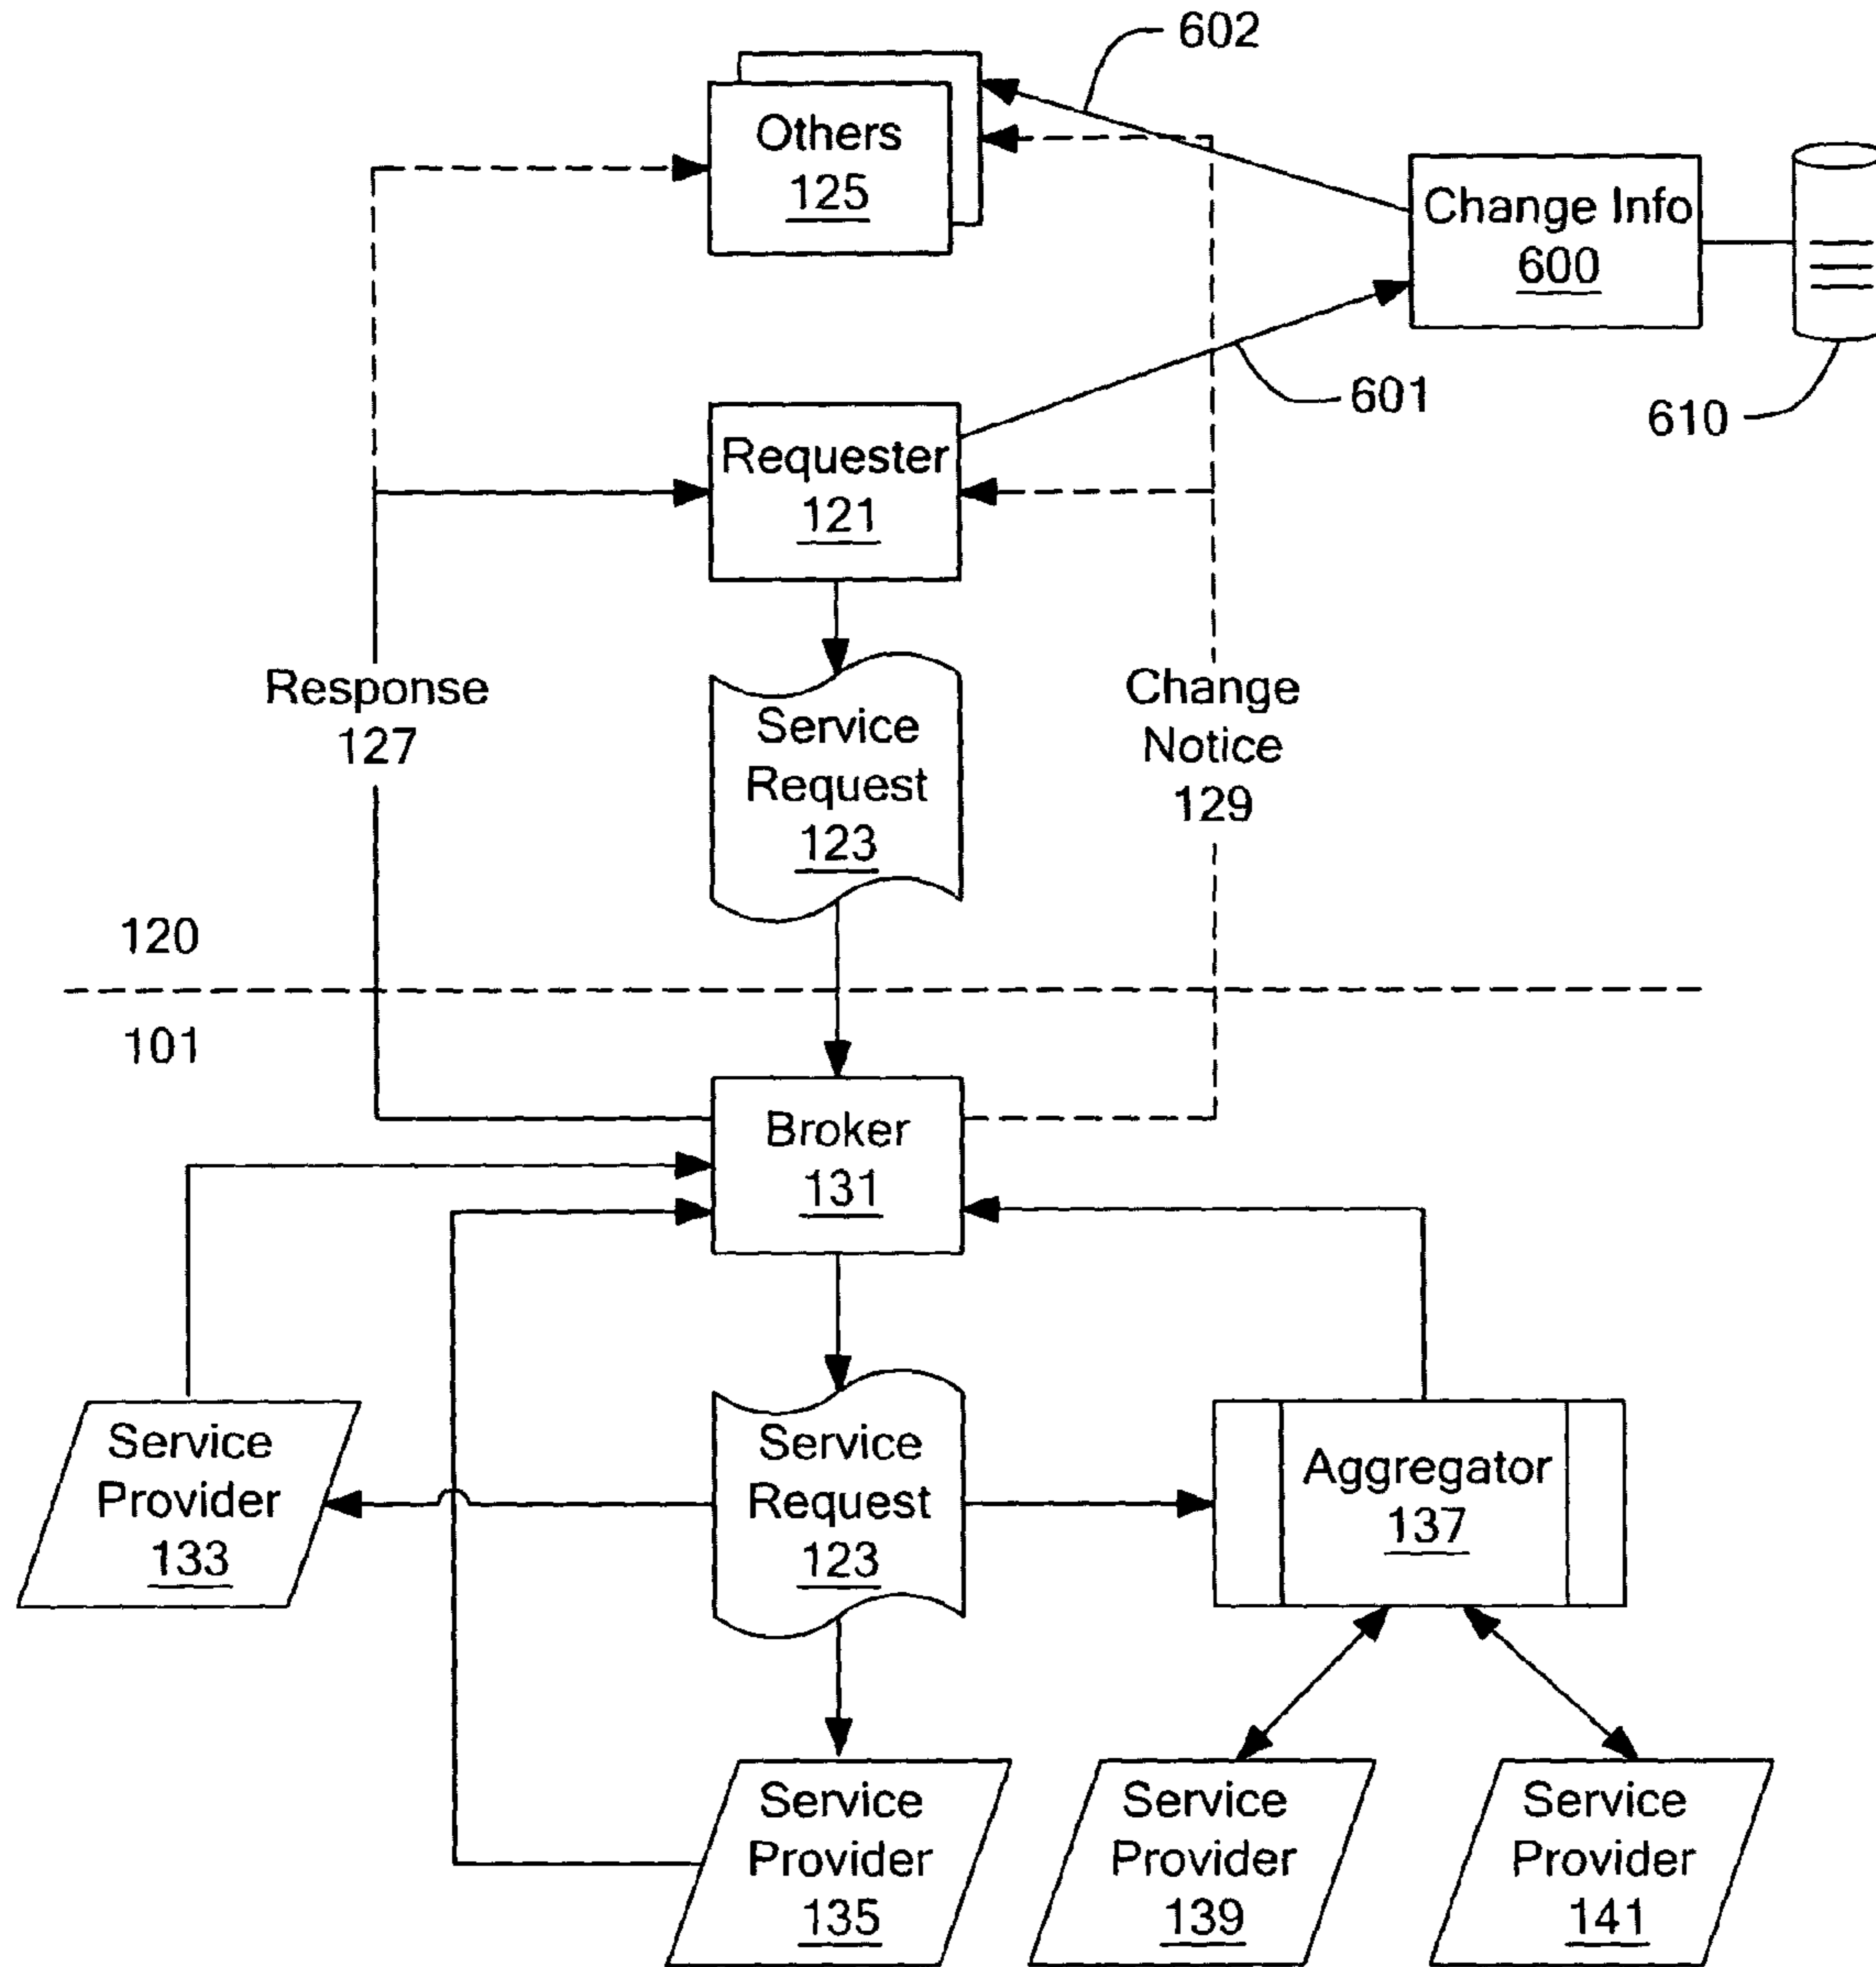 602
Others
125
Change Info
600
601
610
Requester
121
Response
127
Service
Request
123
Change
Notice
129
120
101
Broker
131
Service
Provider
133
Service
Request
123
Aggregator
137
Service
Provider
135
Service
Provider
139
Service
Provider
141